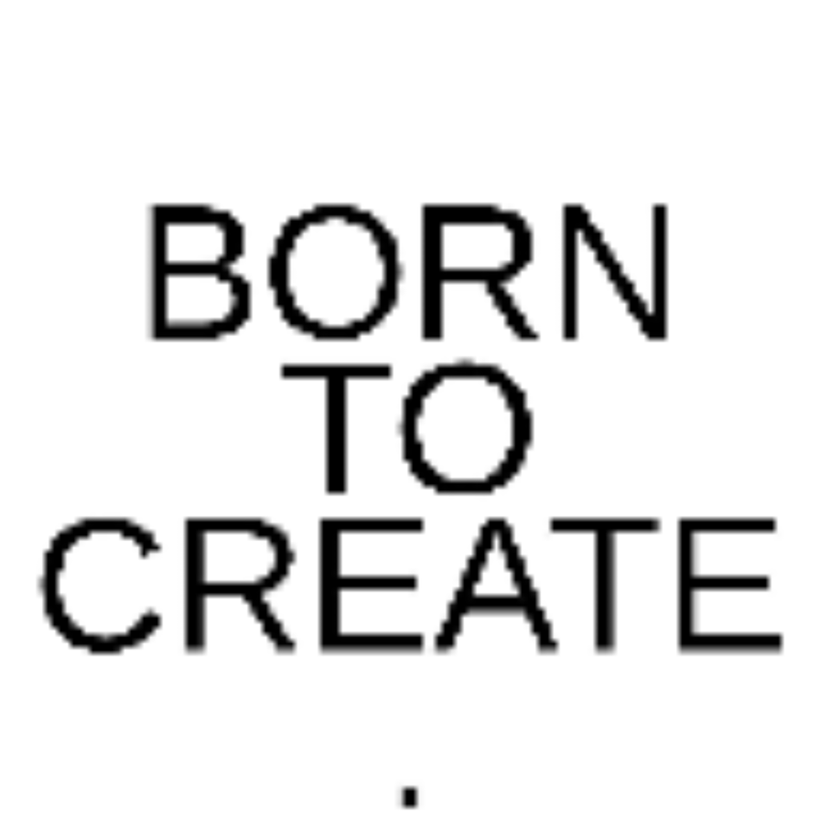 BORN
TO
CREATE
.